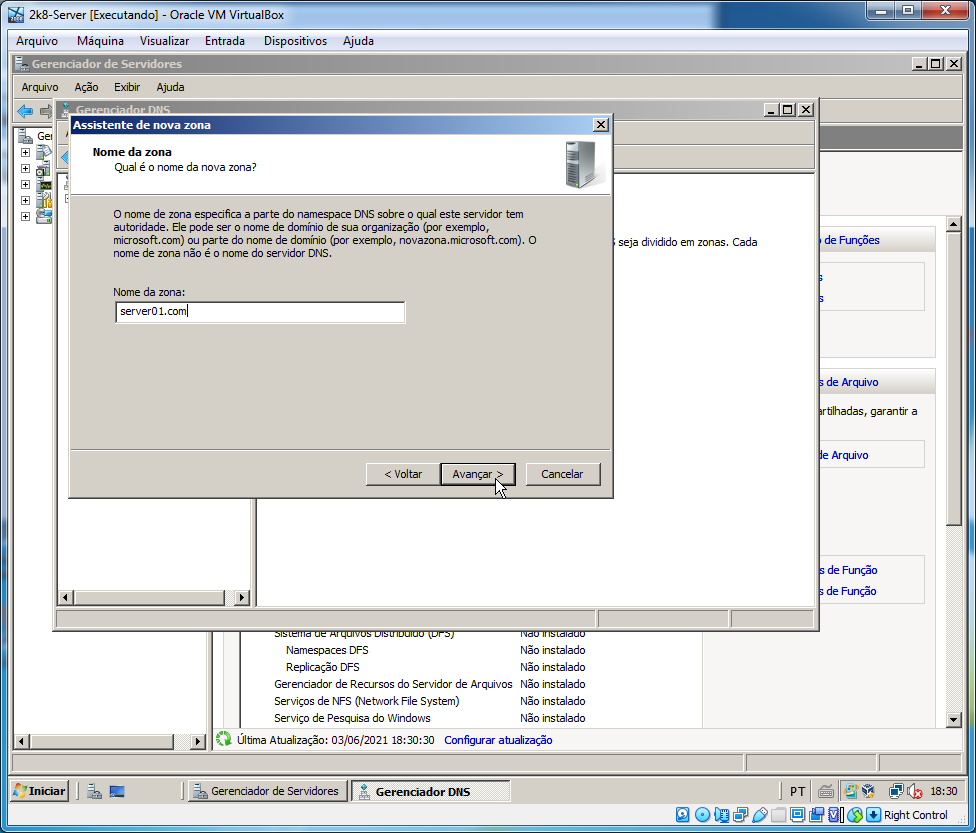 2k8-Server [Executando] - Oracle VM VirtualBox
Arquivo Máquina Visualizar Entrada Dispositivos Ajuda
Gerenciador de Servidores
Arquivo Ação Exibir Ajuda
Gerenciador DNS
Assistente de nova zona
Nome da zona
Qual é o nome da nova zona?
O nome de zona especifica a parte do namespace DNS sobre o qual este servidor tem
autoridade. Ele pode ser o nome de domínio de sua organização (por exemplo,
microsoft.com) ou parte do nome de domínio (por exemplo, novazona.microsoft.com). O
nome de zona não é o nome do servidor DNS.
Nome da zona:
server01.com
< Voltar Avançar > Cancelar
Ger
seja dividido em zonas. Cada
de Funções
s
s
s de Arquivo
artilhadas, garantir a
de Arquivo
s de Função
s de Função
Sistema de Arquivos Distribuído (DFS) Não instalado
Namespaces DFS Não instalado
Replicação DFS Não instalado
Gerenciador de Recursos do Servidor de Arquivos Não instalado
Serviços de NFS (Network File System) Não instalado
Serviço de Pesquisa do Windows Não instalado
Última Atualização: 03/06/2021 18:30:30 Configurar atualização
Iniciar Gerenciador de Servidores Gerenciador DNS PT 18:30
Right Control